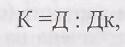 К =Д : Дк,